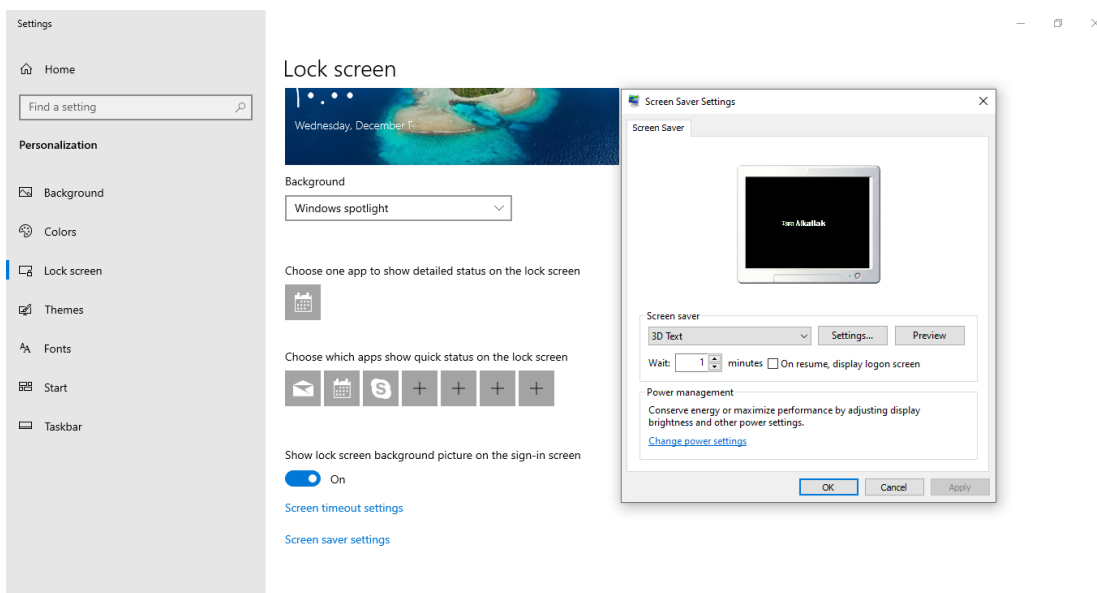 Settings
Home
Find a setting
Personalization
Background
Colors
Lock screen
Themes
Fonts
Start
Taskbar
Lock screen
Wednesday, December
Background
Windows spotlight
Choose one app to show detailed status on the lock screen
Choose which apps show quick status on the lock screen
Show lock screen background picture on the sign-in screen
On
Screen timeout settings
Screen saver settings
Screen Saver Settings
Screen Saver
Alkallak
Screen saver
3D Text
Settings...
Preview
Wait: 1 minutes On resume, display logon screen
Power management
Conserve energy or maximize performance by adjusting display
brightness and other power settings.
Change power settings
OK
Cancel
Apply